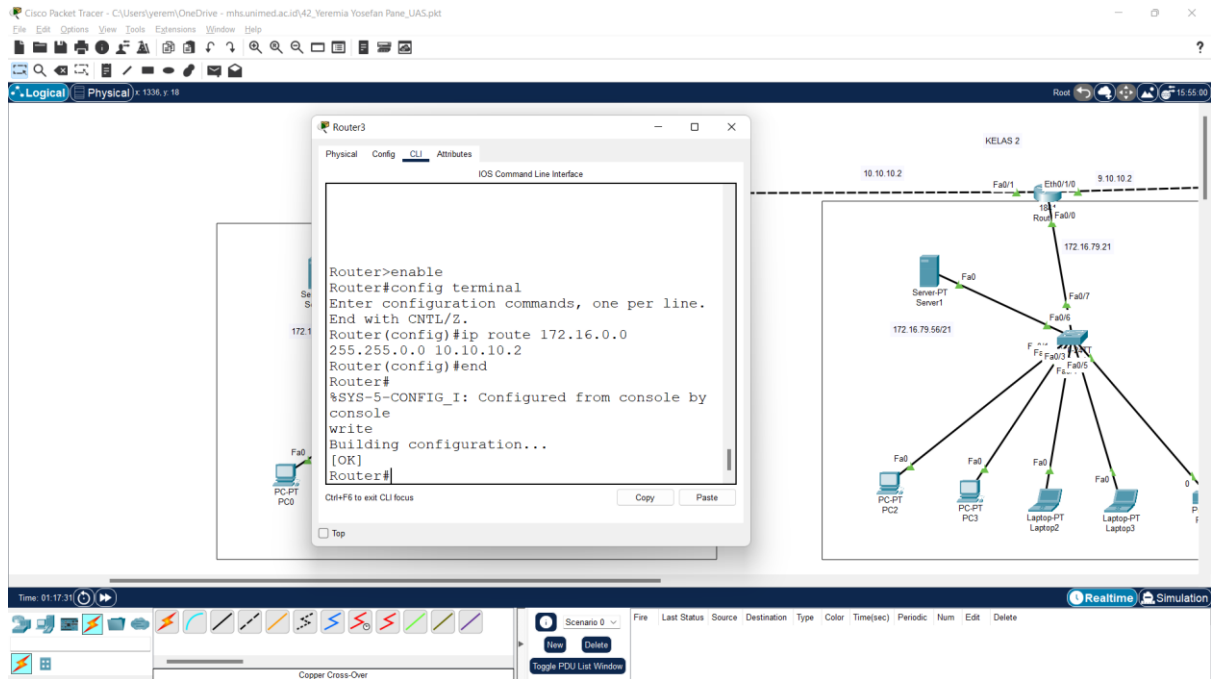 Cisco Packet Tracer - C:\Users\yerem\OneDrive - mhs.unimed.ac.id\42_Yeremia Yosefan Pane_UAS.pkt
File Edit Options View Tools Extensions Window Help
?
Logical Physical x: 1336, y: 18
Root 15:55:00
Router3
Physical Config CLI Attributes
IOS Command Line Interface
Router>enable
Router#config terminal
Enter configuration commands, one per line.
End with CNTL/Z.
Router(config)#ip route 172.16.0.0
255.255.0.0 10.10.10.2
Router(config)#end
Router#
%SYS-5-CONFIG_I: Configured from console by
console
write
Building configuration...
[OK]
Router#
Ctrl+F6 to exit CLI focus
Copy Paste
Top
172.1
Fa0
PC-PT
PC0
KELAS 2
10.10.10.2
Fa0/1
Eth0/1/0
9.10.10.2
Fa0/0
172.16.79.21
Fa0
Server-PT
Server1
Fa0/7
Fa0/6
172.16.79.56/21
Fa0/3
Fa0/5
Fa0
Fa0
Fa0
Fa0
PC-PT
PC2
PC-PT
PC3
Laptop-PT
Laptop2
Laptop-PT
Laptop3
Time: 01:17:31
Realtime Simulation
Scenario 0
New Delete
Toggle PDU List Window
Fire Last Status Source Destination Type Color Time(sec) Periodic Num Edit Delete
Copper Cross-Over